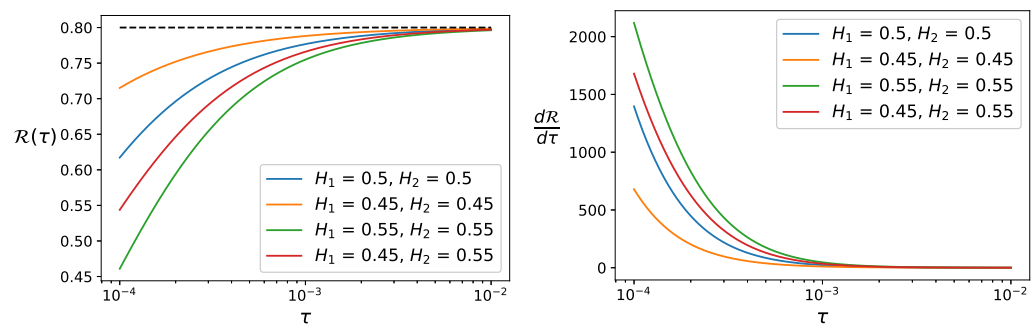 0.80
0.75
0.70
0.65
0.60
0.55
0.50
0.45
R(τ)
H₁ = 0.5, H₂ = 0.5
H₁ = 0.45, H₂ = 0.45
H₁ = 0.55, H₂ = 0.55
H₁ = 0.45, H₂ = 0.55
10⁻⁴ 10⁻³ 10⁻²
τ
2000
1500
1000
500
0
dR
dτ
H₁ = 0.5, H₂ = 0.5
H₁ = 0.45, H₂ = 0.45
H₁ = 0.55, H₂ = 0.55
H₁ = 0.45, H₂ = 0.55
10⁻⁴ 10⁻³ 10⁻²
τ